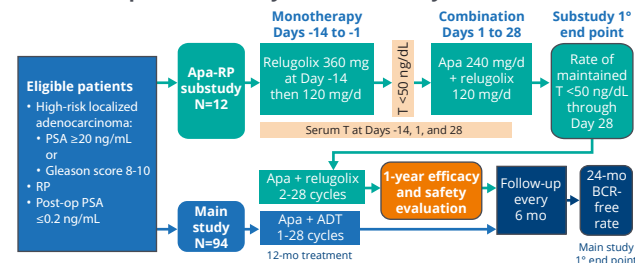 Monotherapy
Days -14 to -1
Combination
Days 1 to 28
Substudy 1°
end point
Eligible patients
• High-risk localized
adenocarcinoma:
• PSA ≥20 ng/mL
or
• Gleason score 8-10
• RP
• Post-op PSA
≤0.2 ng/mL
Apa-RP
substudy
N=12
Relugolix 360 mg
at Day -14
then 120 mg/d
T <50 ng/dL
Apa 240 mg/d
+ relugolix
120 mg/d
Rate of
maintained
T <50 ng/dL
through
Day 28
Serum T at Days -14, 1, and 28
Apa + relugolix
2-28 cycles
1-year efficacy
and safety
evaluation
Follow-up
every
6 mo
24-mo
BCR-
free
rate
Main
study
N=94
Apa + ADT
1-28 cycles
12-mo treatment
Main study
1° end point